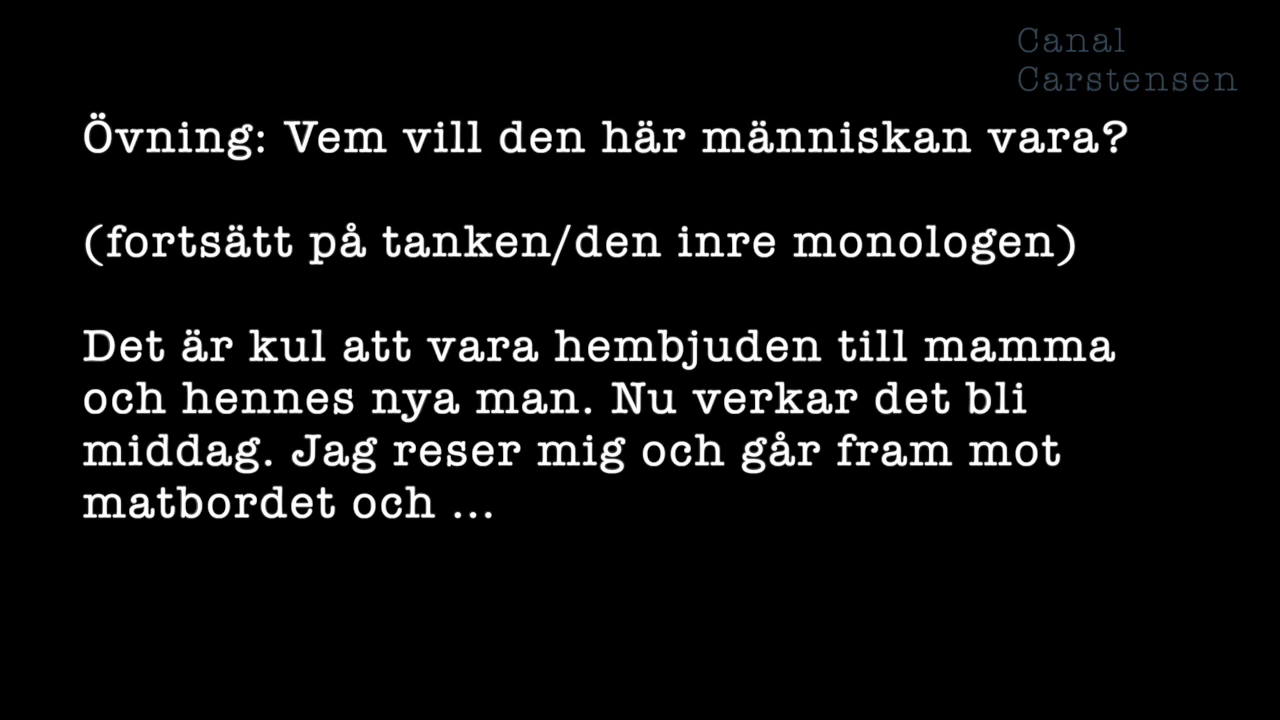 Canal
Carstensen
Övning: Vem vill den här människan vara?
(fortsätt på tanken/den inre monologen)
Det är kul att vara hembjuden till mamma
och hennes nya man. Nu verkar det bli
middag. Jag reser mig och går fram mot
matbordet och ...